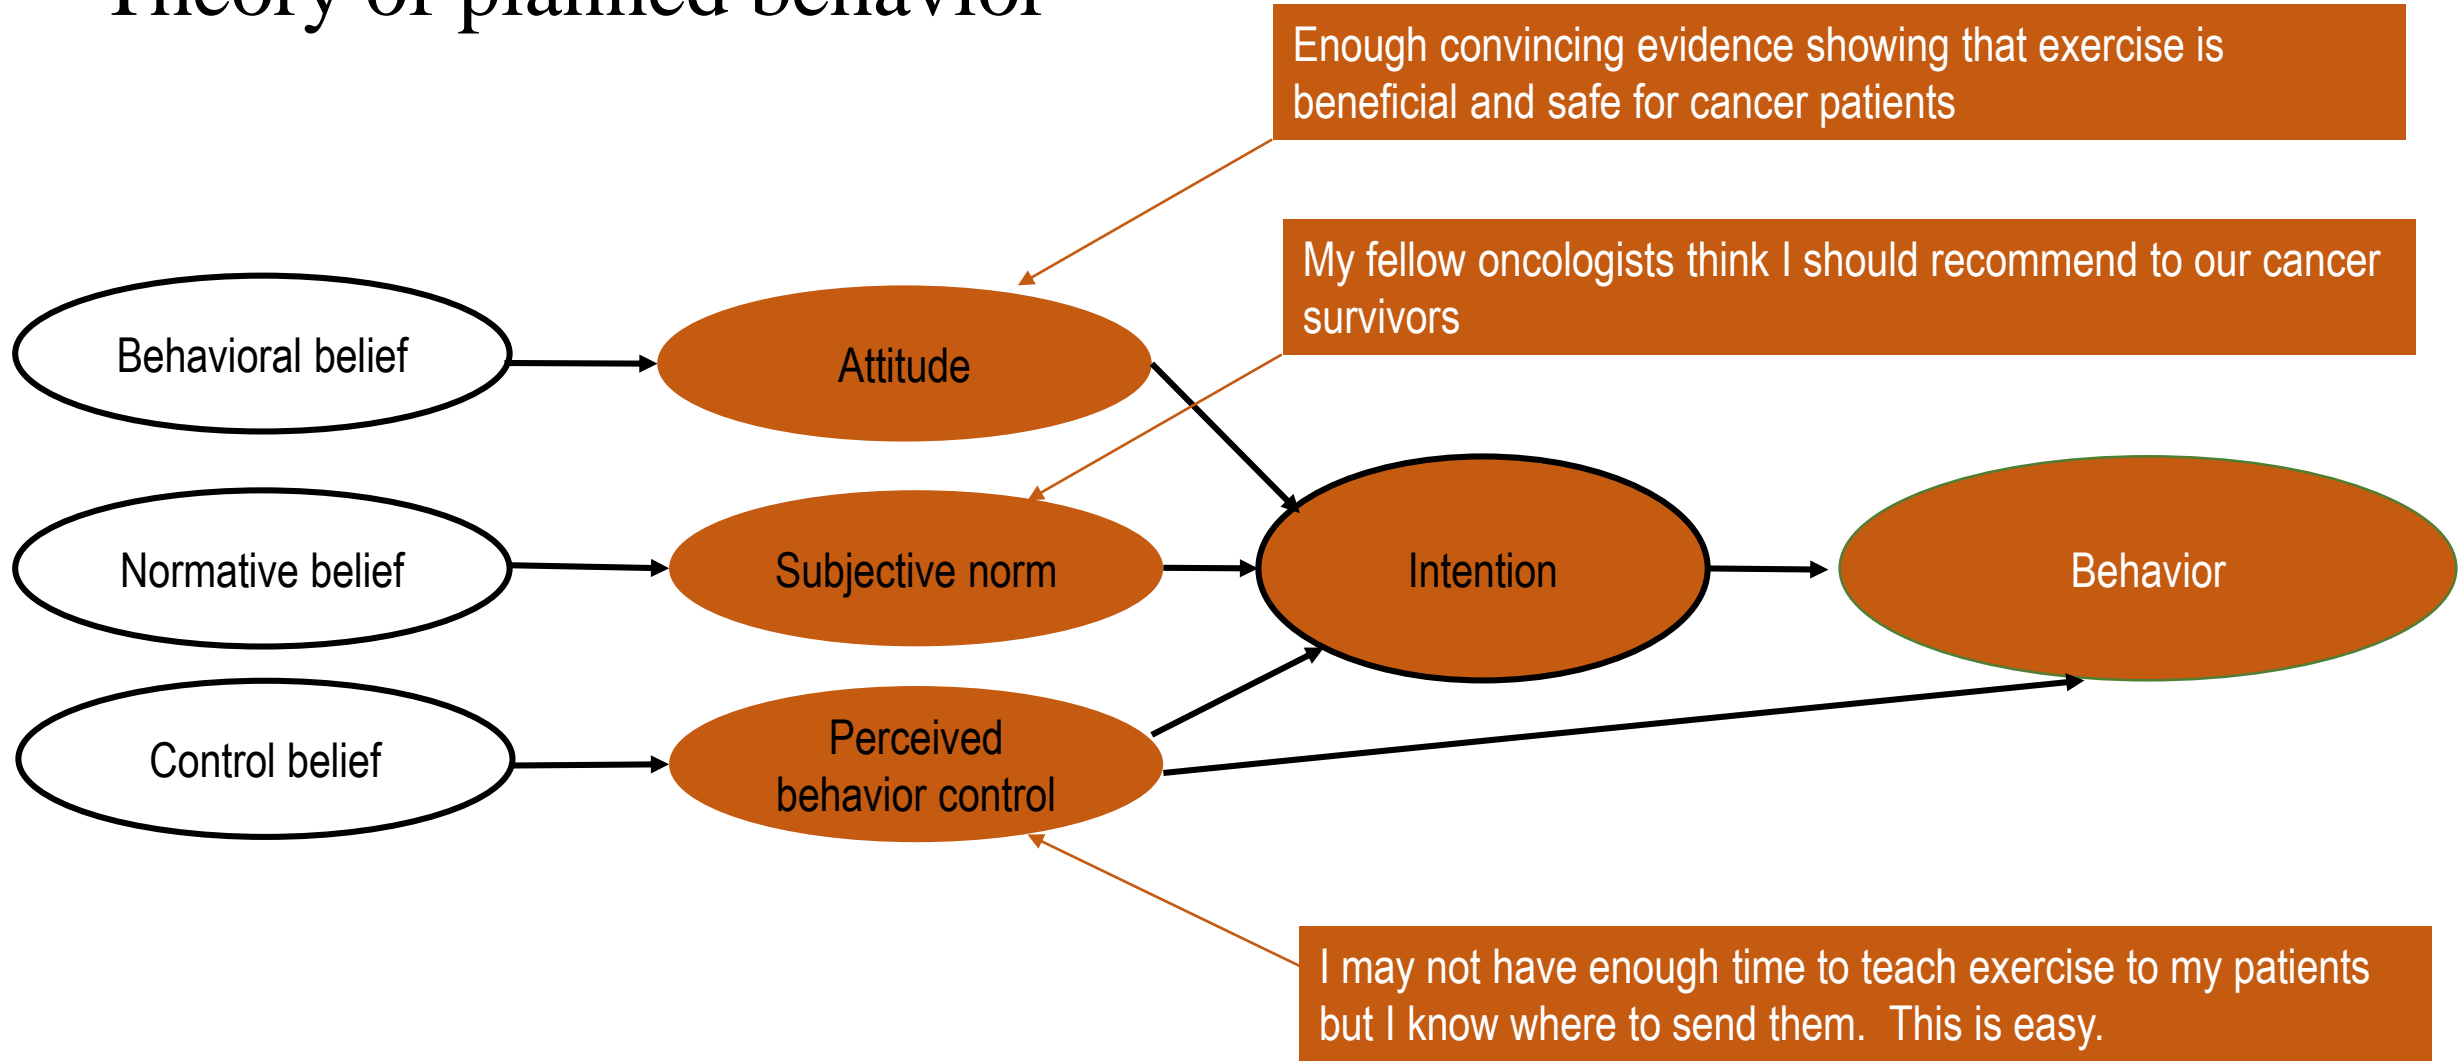 Theory of planned behavior
Enough convincing evidence showing that exercise is
beneficial and safe for cancer patients
My fellow oncologists think I should recommend to our cancer
survivors
Behavioral belief
Attitude
Normative belief
Subjective norm
Intention
Behavior
Control belief
Perceived
behavior control
I may not have enough time to teach exercise to my patients
but I know where to send them.  This is easy.